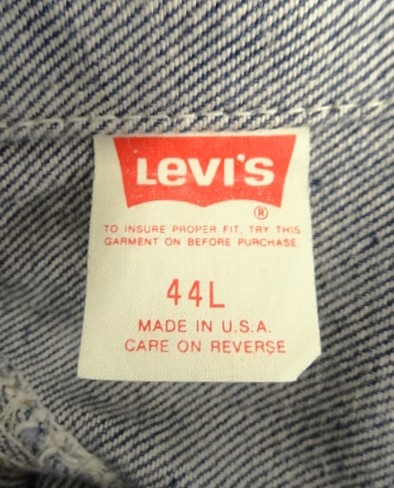 LEVI'S
®
TO INSURE PROPER FIT, TRY THIS
GARMENT ON BEFORE PURCHASE
44L
MADE IN U.S.A.
CARE ON REVERSE